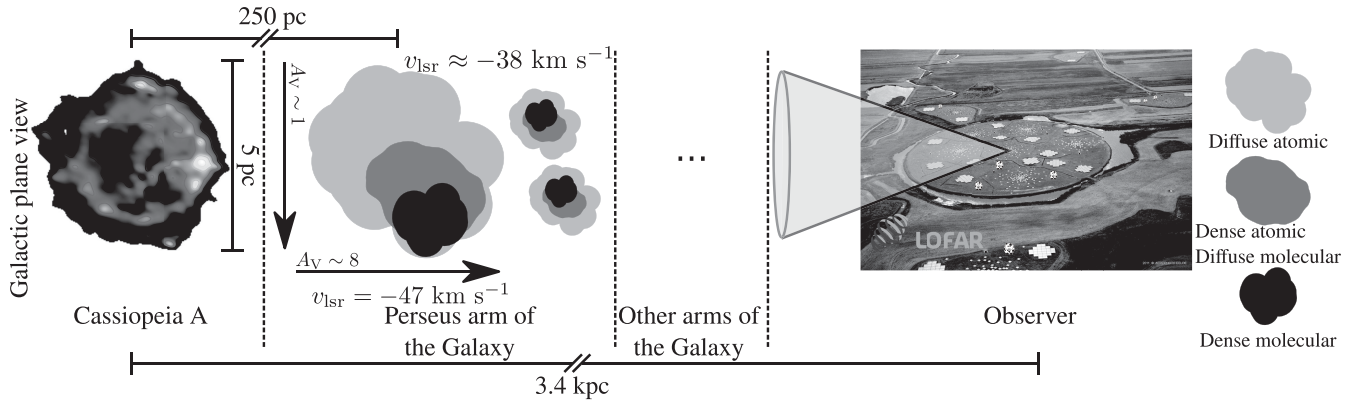 250 pc
Galactic plane view
5 pc
A_V ~ 1
v_lsr ≈ −38 km s^−1
A_V ~ 8
v_lsr = −47 km s^−1
...
LOFAR
Diffuse atomic
Dense atomic
Diffuse molecular
Dense molecular
Cassiopeia A
Perseus arm of
the Galaxy
Other arms of
the Galaxy
Observer
3.4 kpc